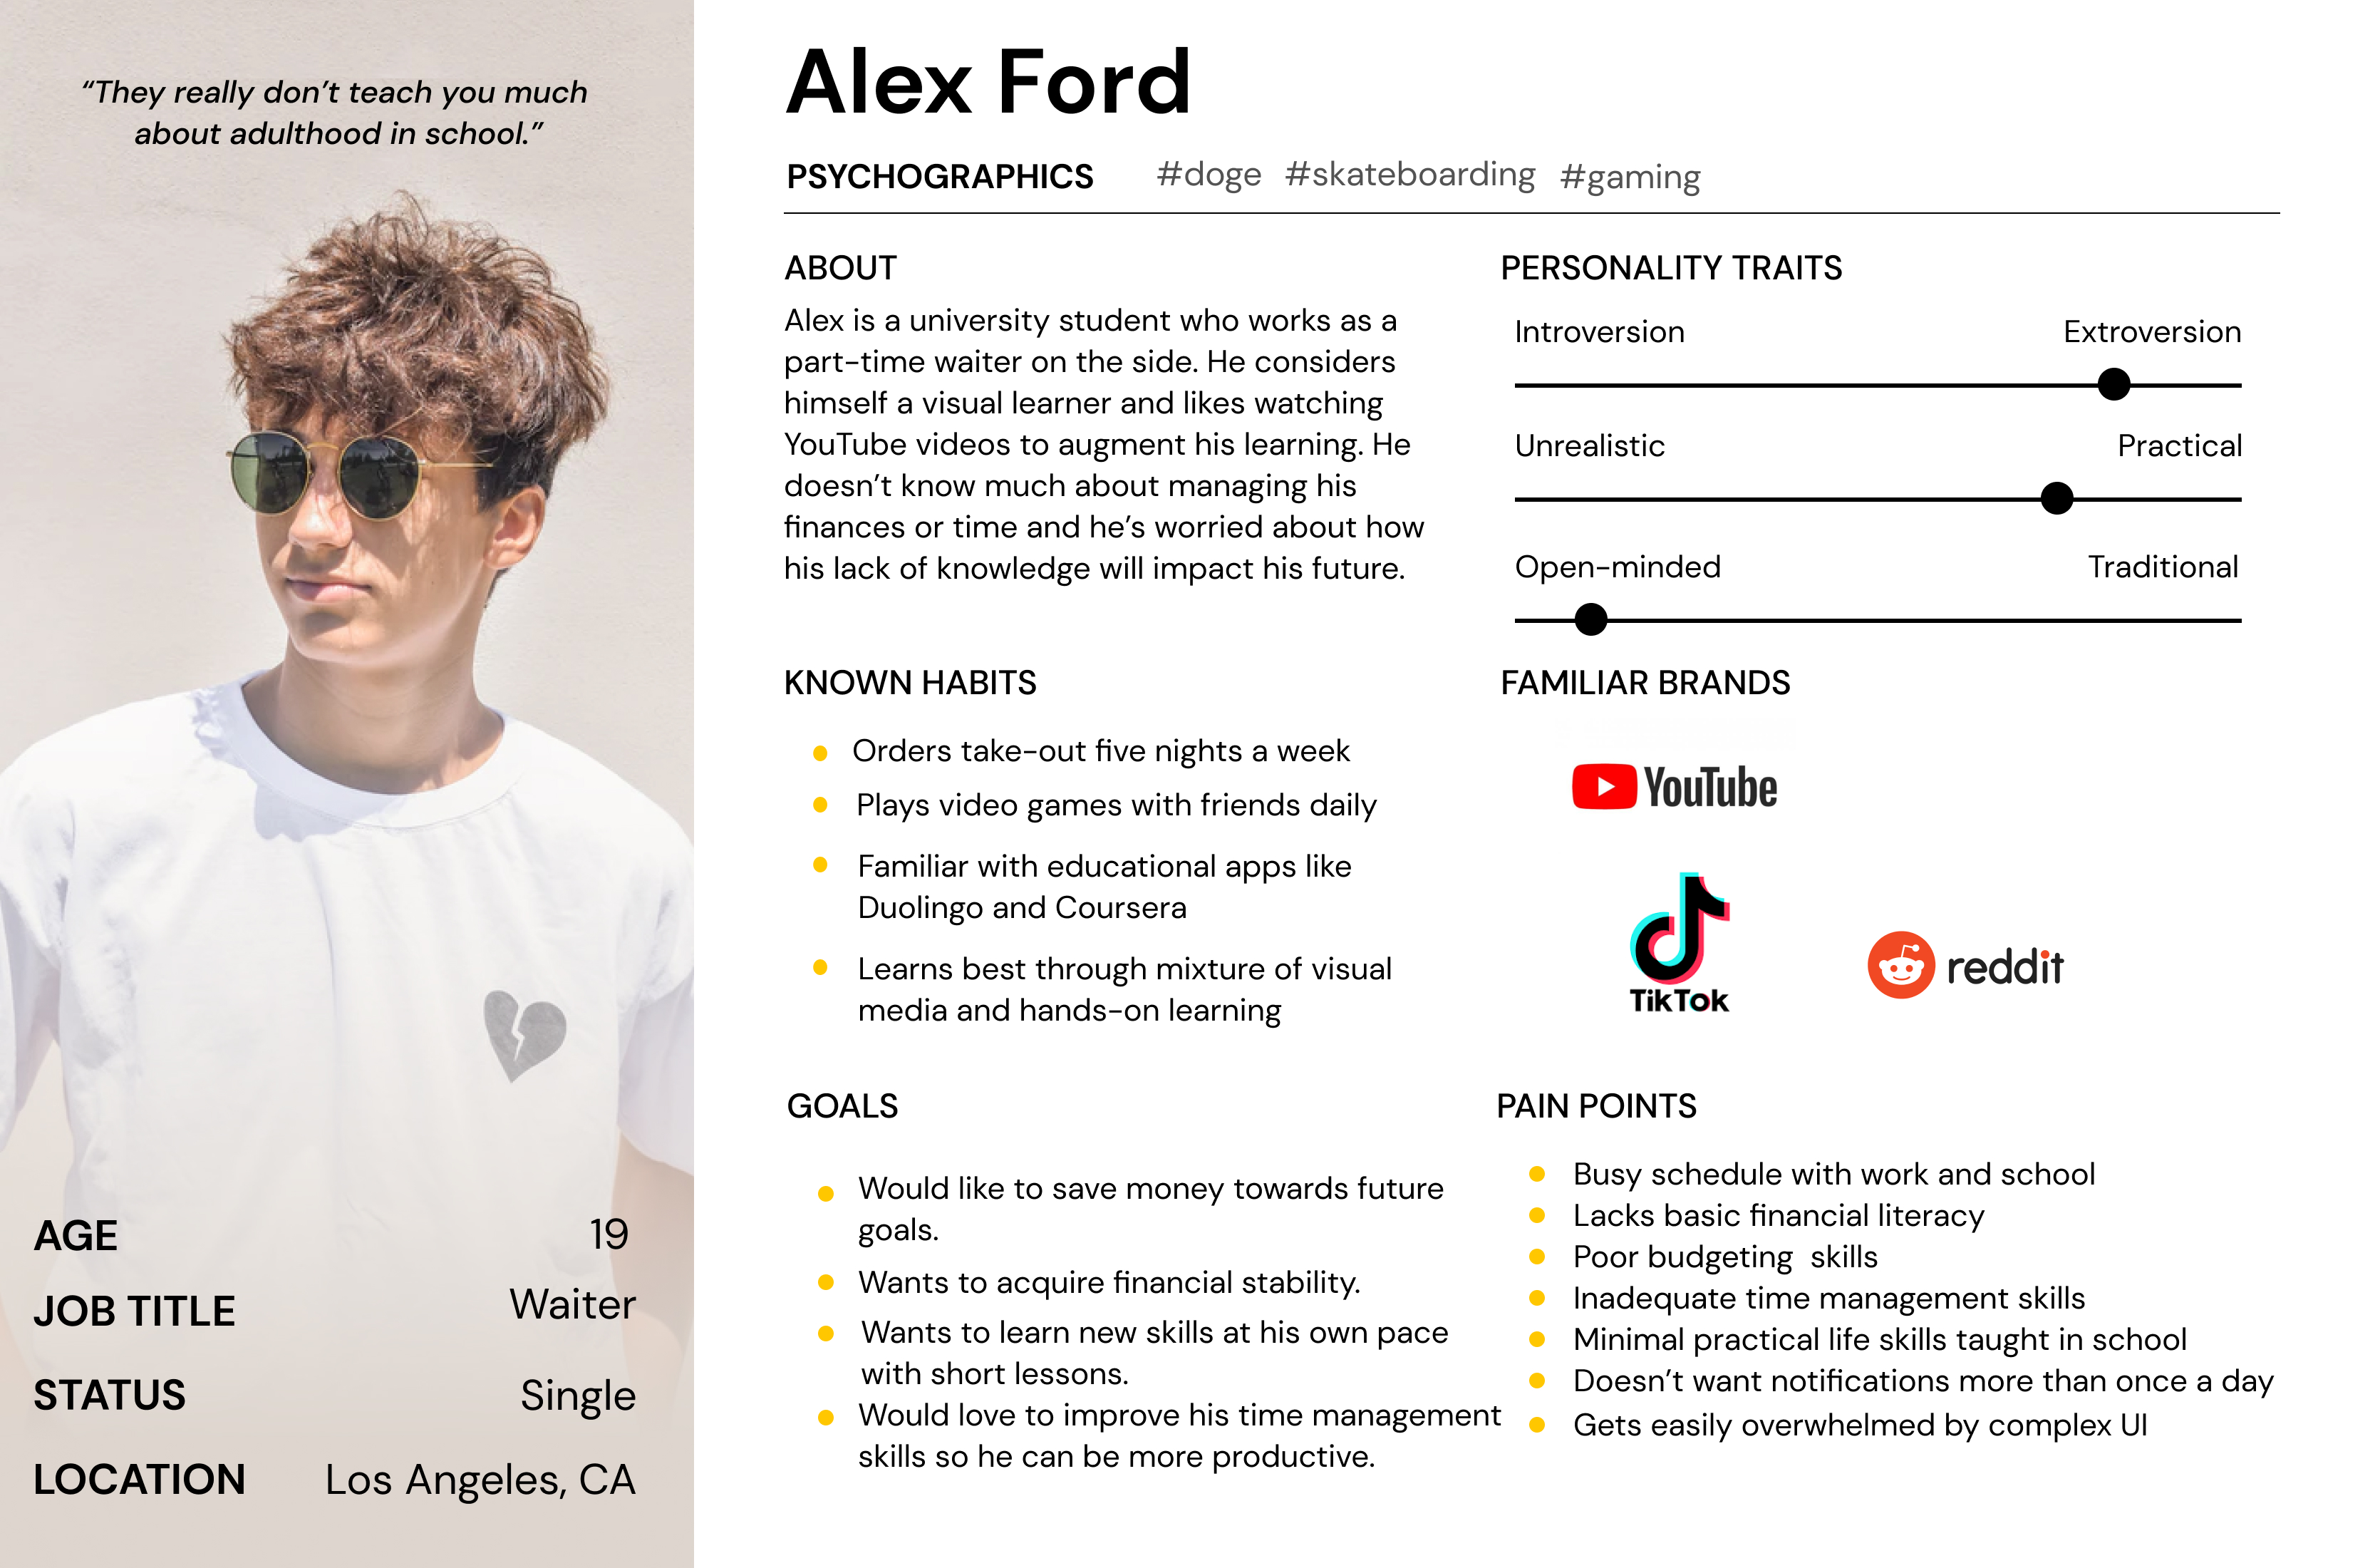 “They really don’t teach you much
about adulthood in school.”
AGE 19
JOB TITLE Waiter
STATUS Single
LOCATION Los Angeles, CA
Alex Ford
PSYCHOGRAPHICS #doge #skateboarding #gaming
ABOUT
Alex is a university student who works as a
part-time waiter on the side. He considers
himself a visual learner and likes watching
YouTube videos to augment his learning. He
doesn’t know much about managing his
finances or time and he’s worried about how
his lack of knowledge will impact his future.
PERSONALITY TRAITS
Introversion Extroversion
Unrealistic Practical
Open-minded Traditional
KNOWN HABITS
Orders take-out five nights a week
Plays video games with friends daily
Familiar with educational apps like
Duolingo and Coursera
Learns best through mixture of visual
media and hands-on learning
FAMILIAR BRANDS
YouTube
TikTok
reddit
GOALS
Would like to save money towards future
goals.
Wants to acquire financial stability.
Wants to learn new skills at his own pace
with short lessons.
Would love to improve his time management
skills so he can be more productive.
PAIN POINTS
Busy schedule with work and school
Lacks basic financial literacy
Poor budgeting  skills
Inadequate time management skills
Minimal practical life skills taught in school
Doesn’t want notifications more than once a day
Gets easily overwhelmed by complex UI